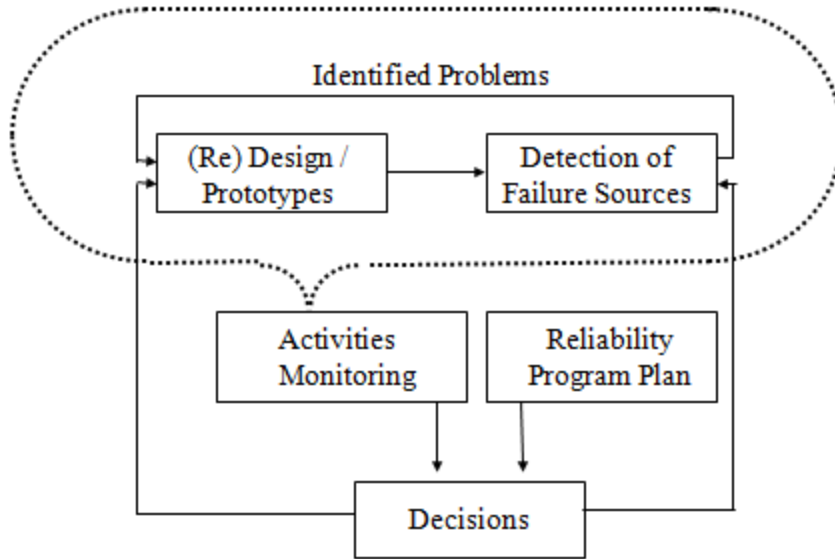 Identified Problems
(Re) Design /
Prototypes
Detection of
Failure Sources
Activities
Monitoring
Reliability
Program Plan
Decisions